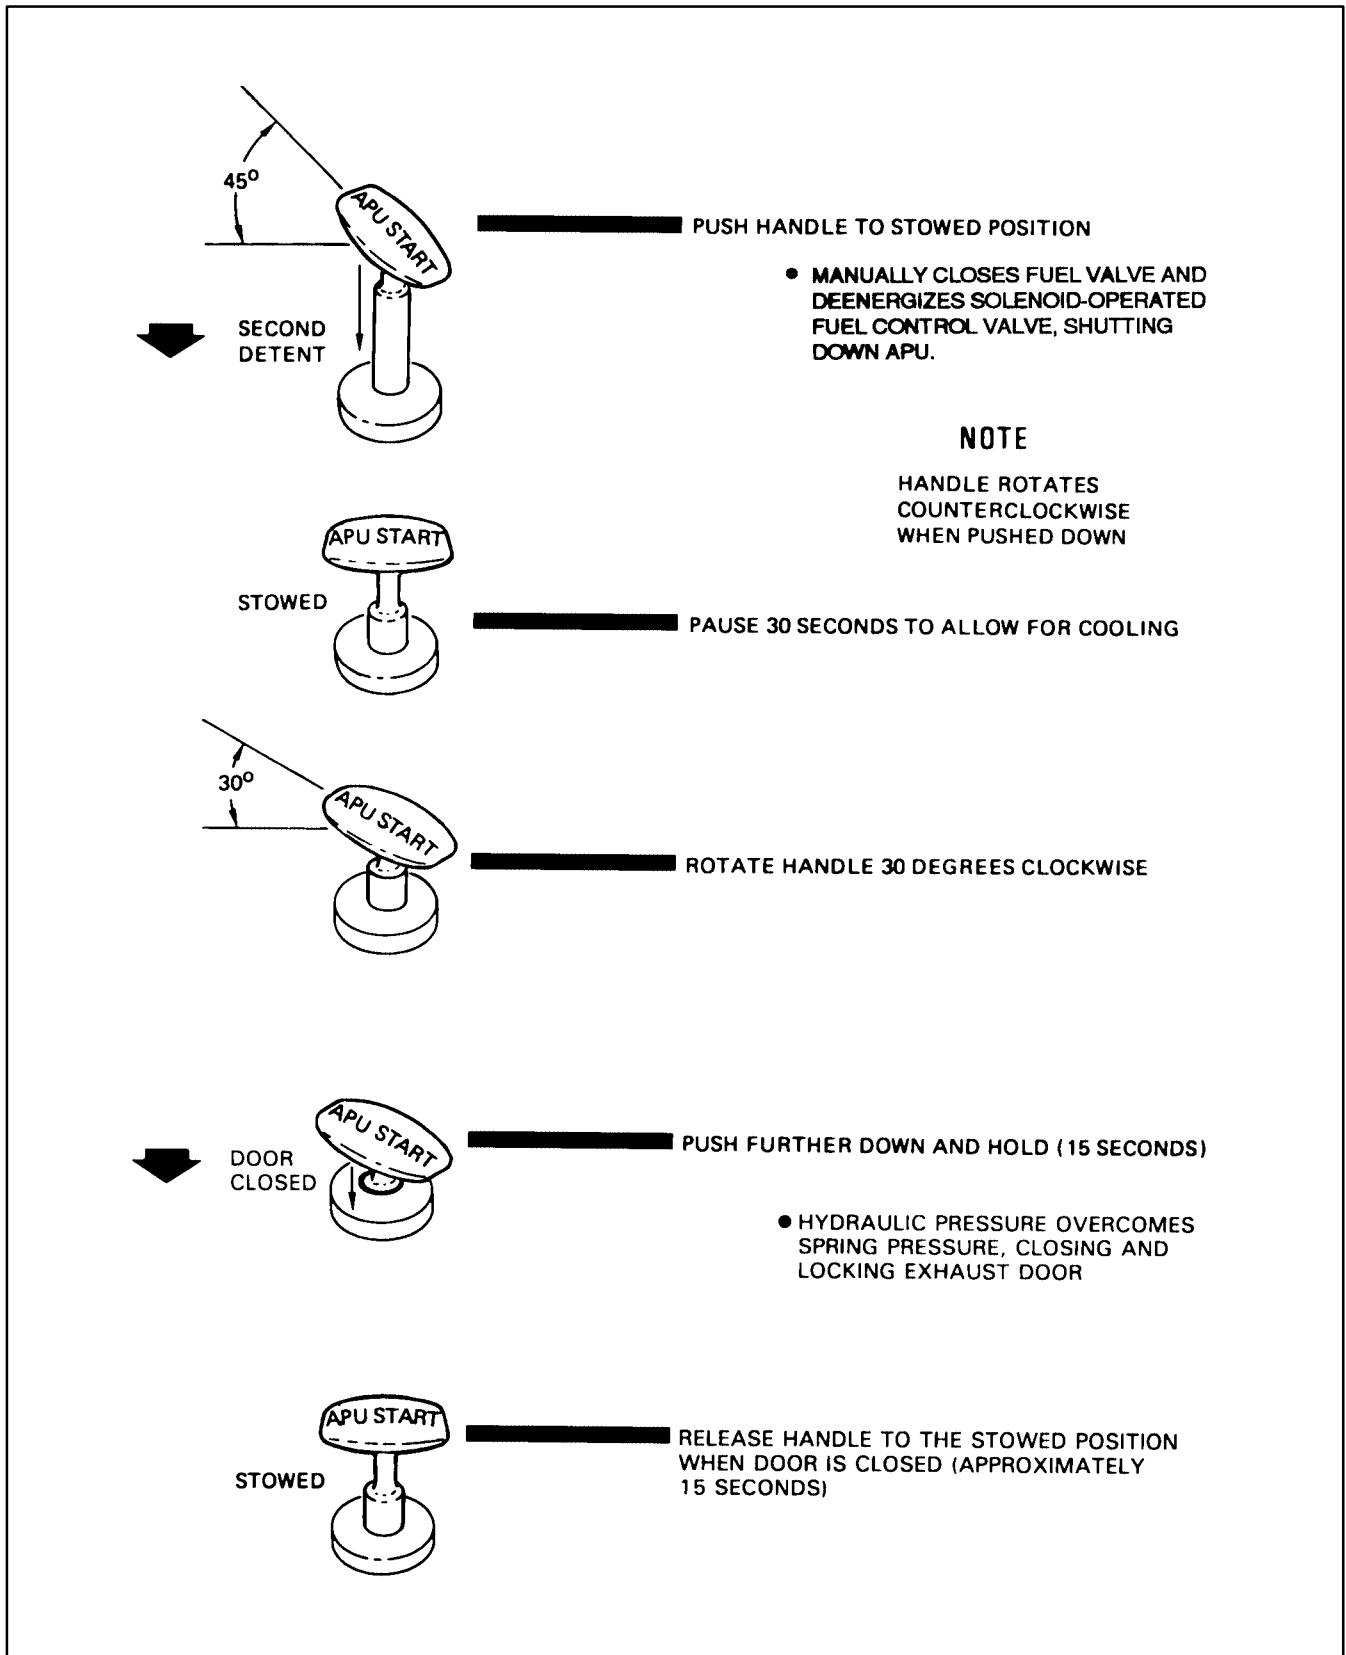 45°
APU START
PUSH HANDLE TO STOWED POSITION
● MANUALLY CLOSES FUEL VALVE AND
DEENERGIZES SOLENOID-OPERATED
FUEL CONTROL VALVE, SHUTTING
DOWN APU.
SECOND
DETENT
NOTE
HANDLE ROTATES
COUNTERCLOCKWISE
WHEN PUSHED DOWN
APU START
STOWED
PAUSE 30 SECONDS TO ALLOW FOR COOLING
30°
APU START
ROTATE HANDLE 30 DEGREES CLOCKWISE
APU START
DOOR
CLOSED
PUSH FURTHER DOWN AND HOLD (15 SECONDS)
● HYDRAULIC PRESSURE OVERCOMES
SPRING PRESSURE, CLOSING AND
LOCKING EXHAUST DOOR
APU START
STOWED
RELEASE HANDLE TO THE STOWED POSITION
WHEN DOOR IS CLOSED (APPROXIMATELY
15 SECONDS)